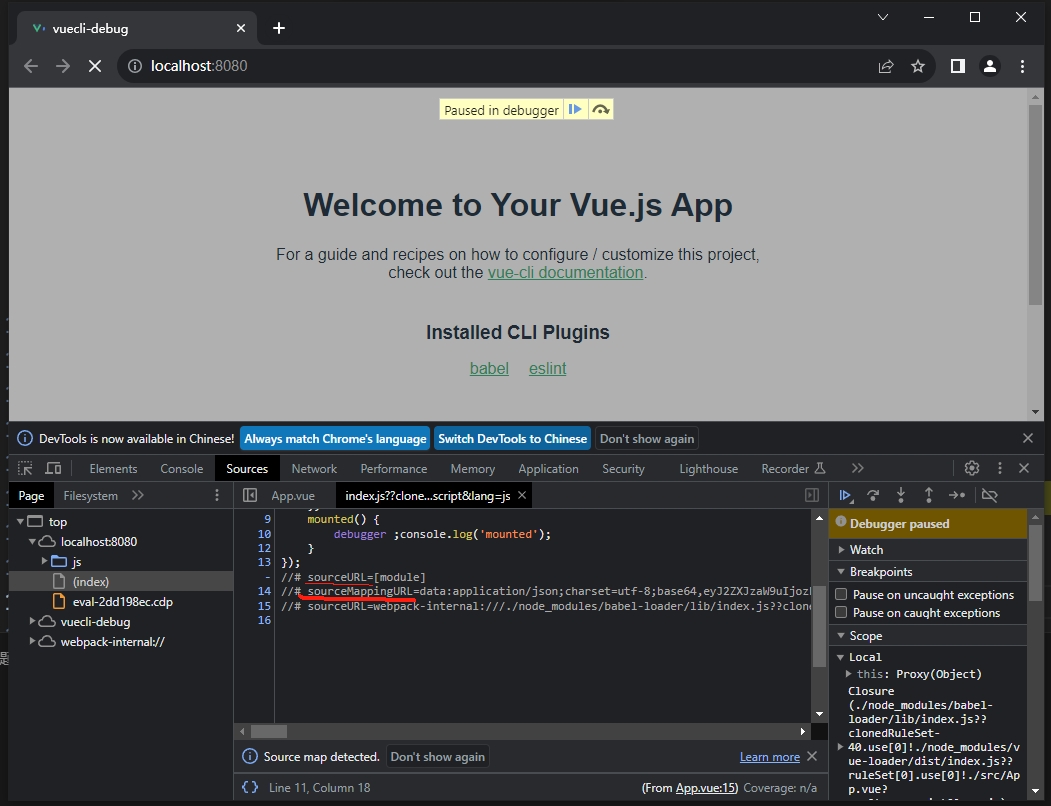 vuecli-debug
localhost:8080
Paused in debugger
Welcome to Your Vue.js App
For a guide and recipes on how to configure / customize this project,
check out the vue-cli documentation.
Installed CLI Plugins
babel eslint
DevTools is now available in Chinese! Always match Chrome's language Switch DevTools to Chinese Don't show again
Elements Console Sources Network Performance Memory Application Security Lighthouse Recorder
Page Filesystem
App.vue index.js??clone...script&lang=js
top
localhost:8080
js
(index)
eval-2dd198ec.cdp
vuecli-debug
webpack-internal://
9 mounted() {
10 debugger ;console.log('mounted');
12 }
13 });
- //# sourceURL=[module]
14 //# sourceMappingURL=data:application/json;charset=utf-8;base64,eyJ2ZXJzaW9uIjoz
15 //# sourceURL=webpack-internal:///./node_modules/babel-loader/lib/index.js??clon
16
Source map detected. Don't show again Learn more
{} Line 11, Column 18 (From App.vue:15) Coverage: n/a
Debugger paused
Watch
Breakpoints
Pause on uncaught exceptions
Pause on caught exceptions
Scope
Local
this: Proxy(Object)
Closure
(./node_modules/babel-
loader/lib/index.js??
clonedRuleSet-
40.use[0]!./node_modules/v
ue-loader/dist/index.js??
ruleSet[0].use[0]!./src/Ap
p.vue?